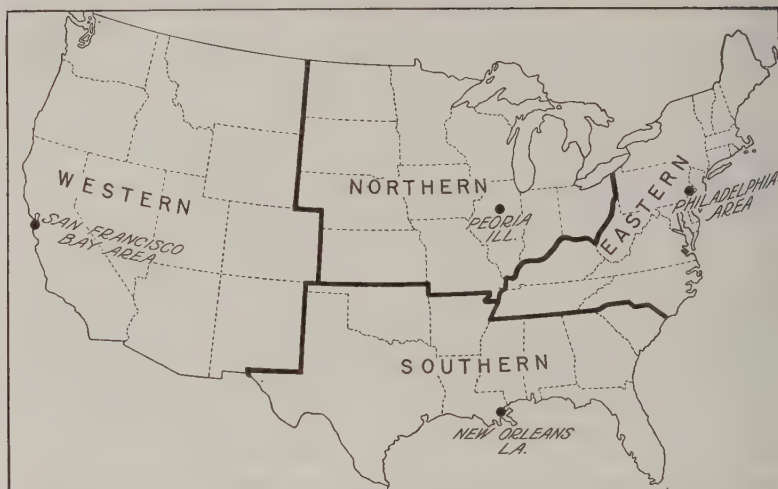 WESTERN
SAN FRANCISCO
BAY AREA
NORTHERN
PEORIA
ILL.
EASTERN
PHILADELPHIA
AREA
SOUTHERN
NEW ORLEANS
LA.